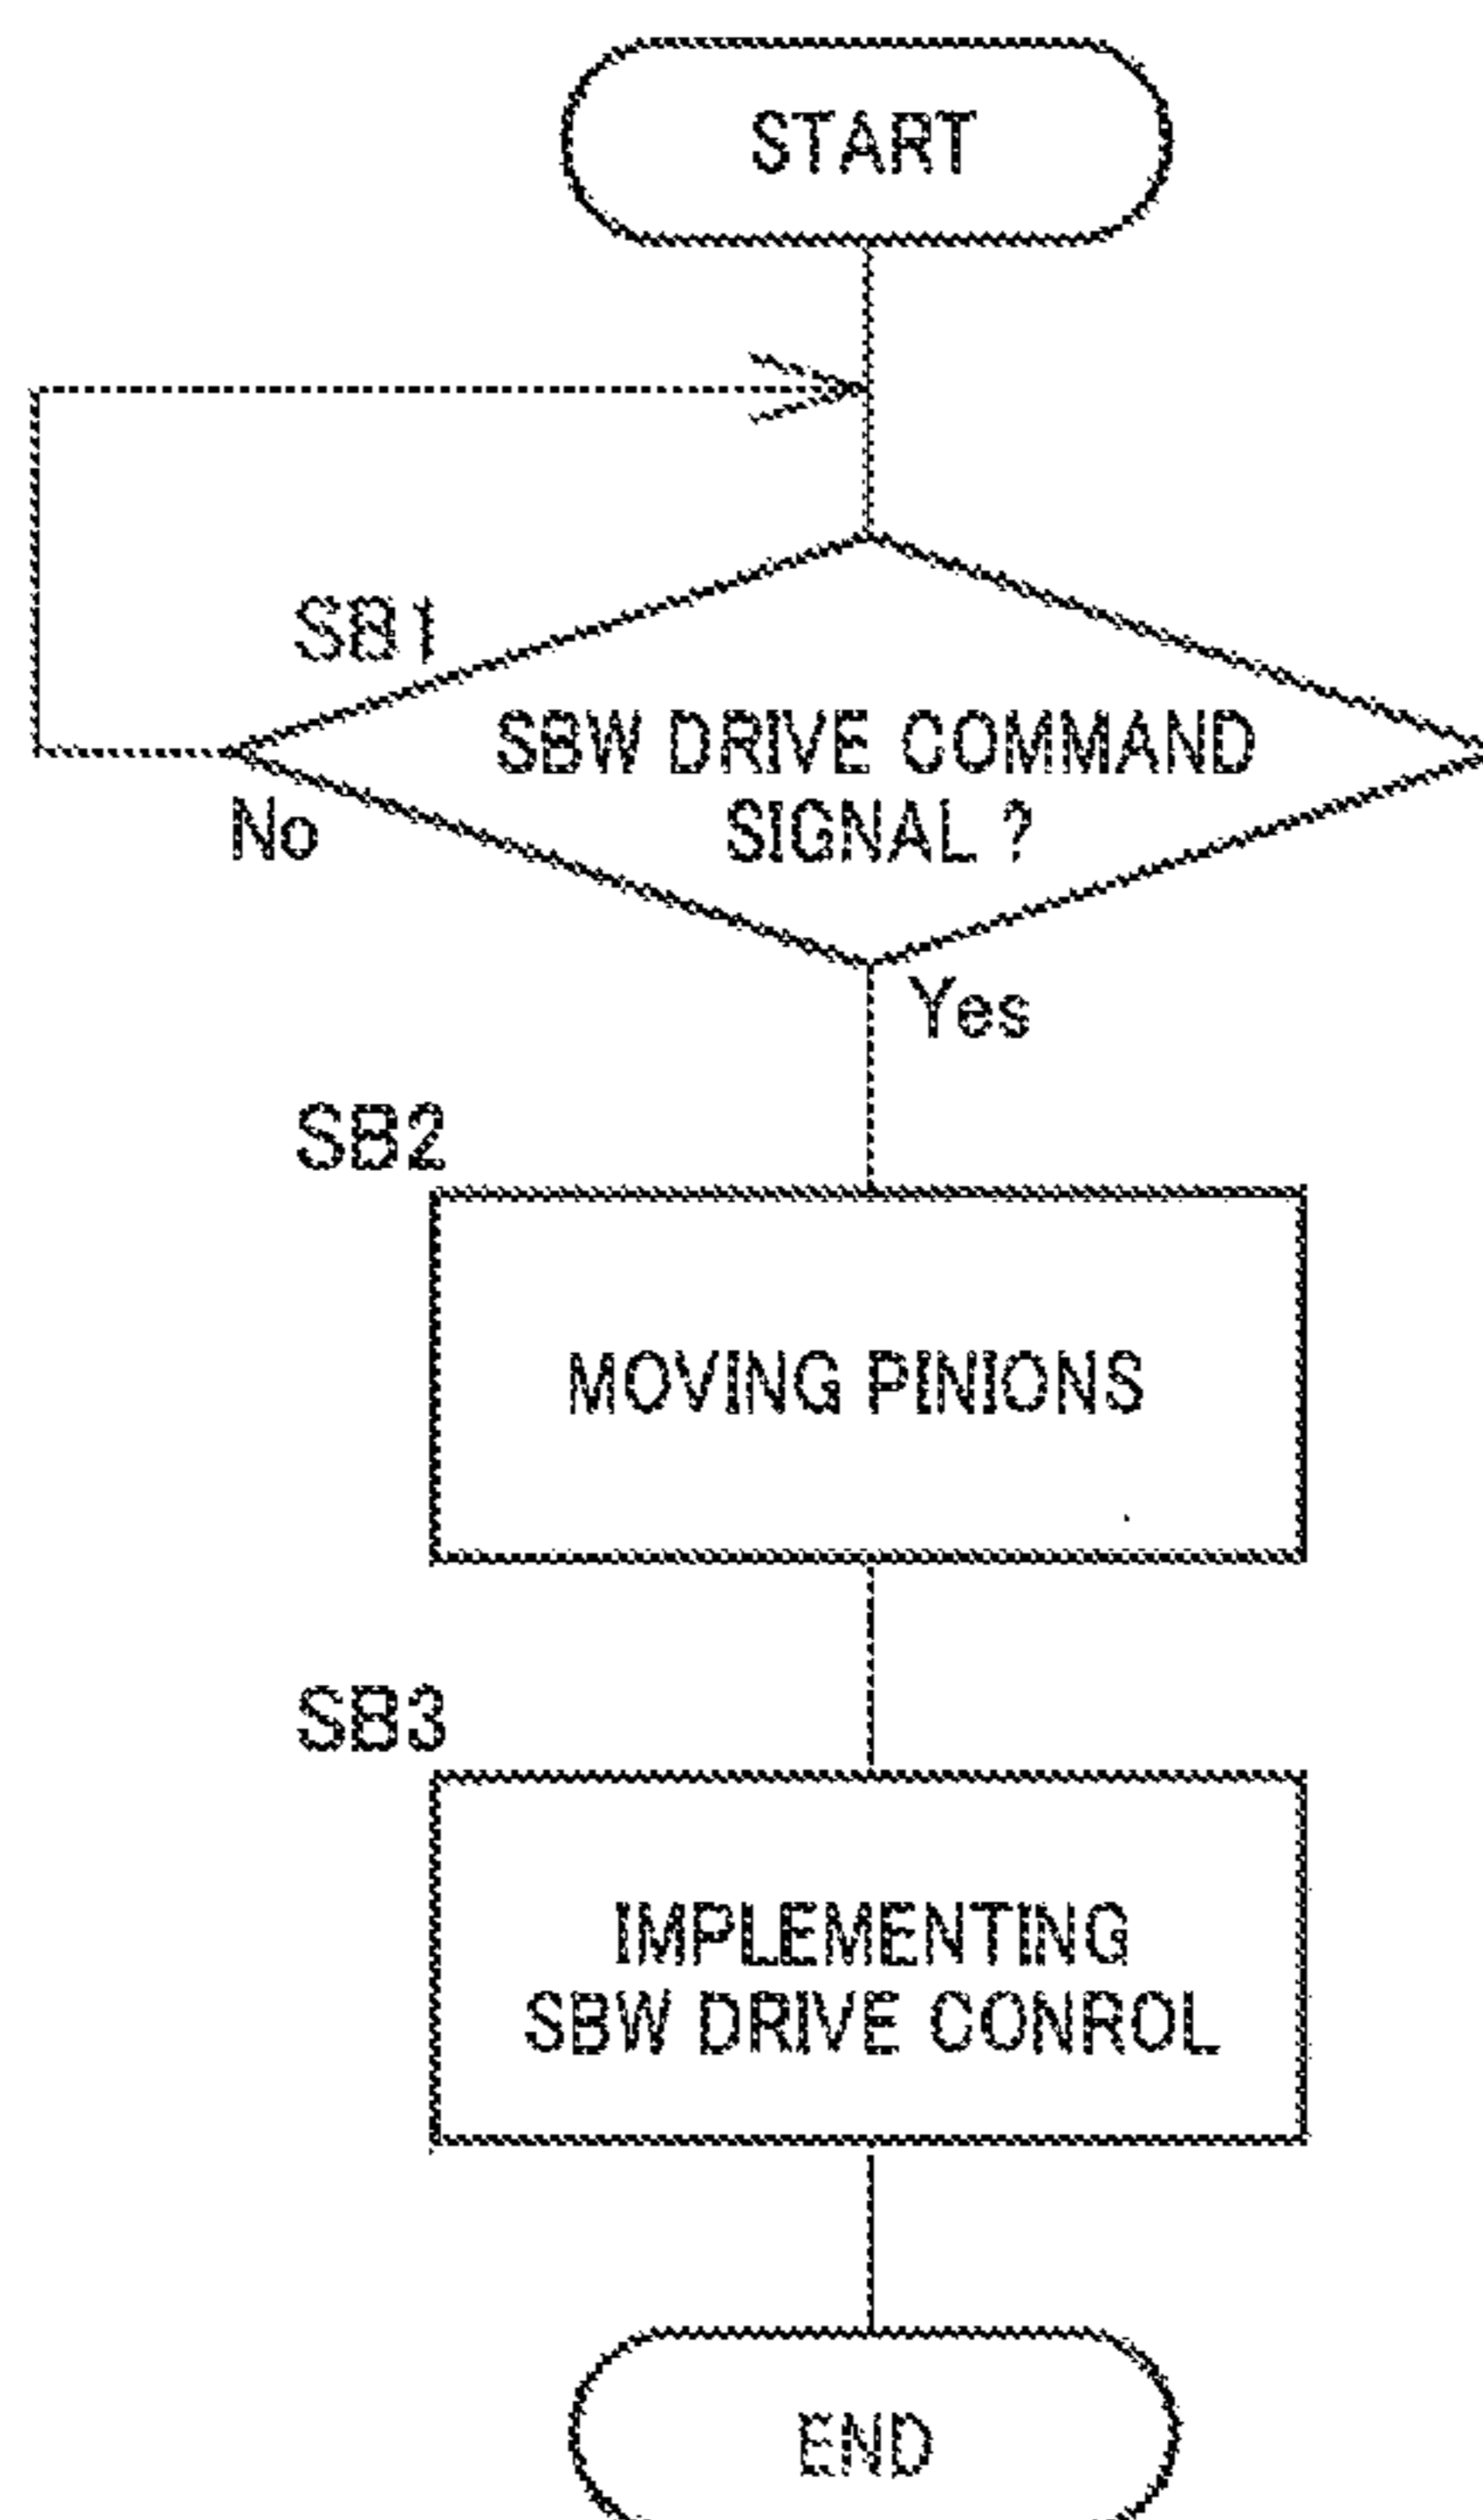 START
SB1
SBW DRIVE COMMAND
SIGNAL ?
No
Yes
SB2
MOVING PINIONS
SB3
IMPLEMENTING
SBW DRIVE CONROL
END